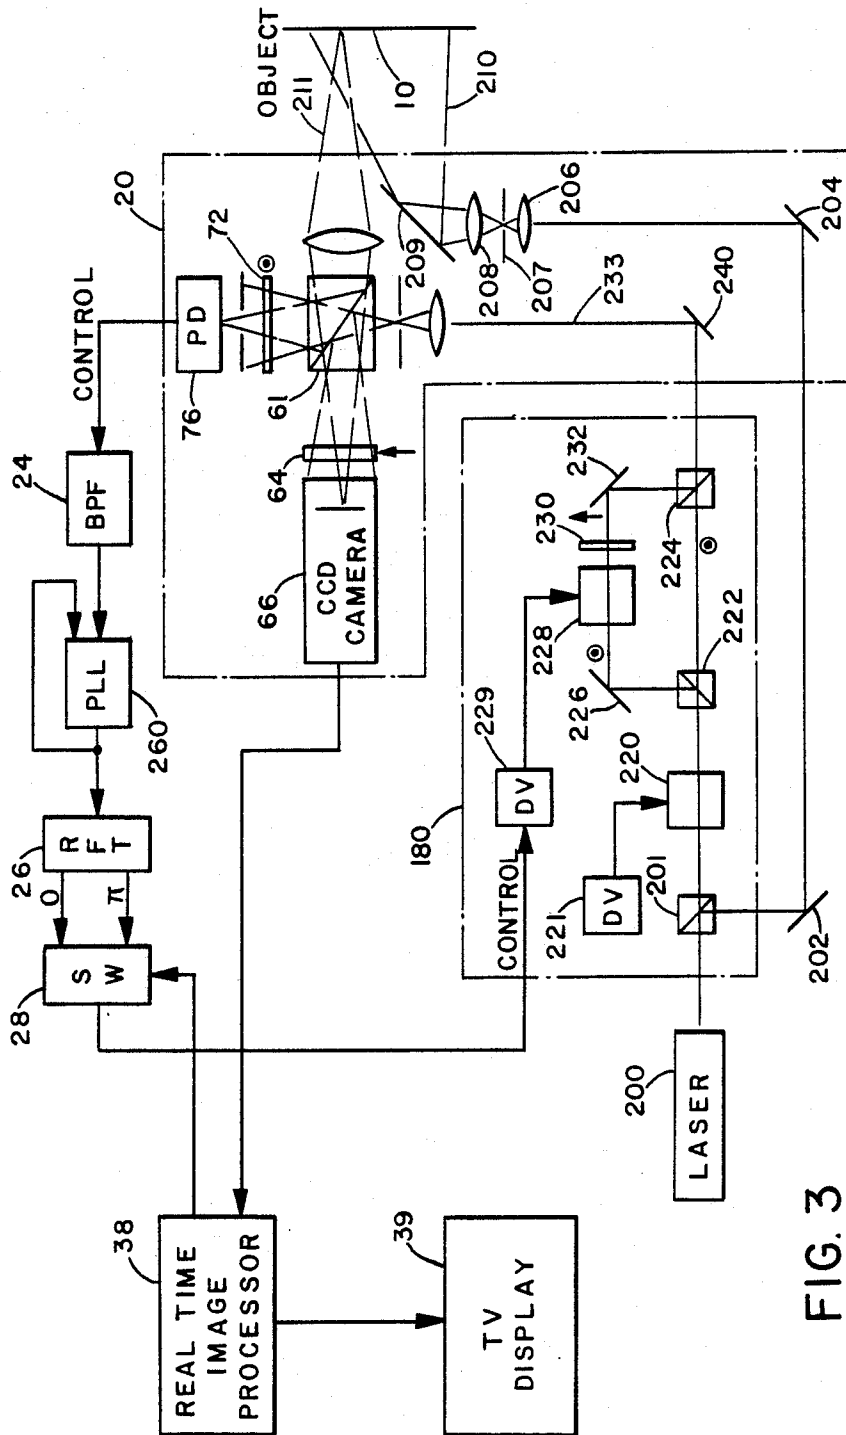 OBJECT
211
10
210
20
72
209
208
206
207
204
233
240
PD
76
61
64
66
CCD
CAMERA
CONTROL
24
BPF
PLL
260
26
R
F
T
0
π
28
S
W
180
229
DV
CONTROL
228
230
232
226
224
222
220
221
DV
201
202
200
LASER
38
REAL TIME
IMAGE
PROCESSOR
39
TV
DISPLAY
FIG. 3